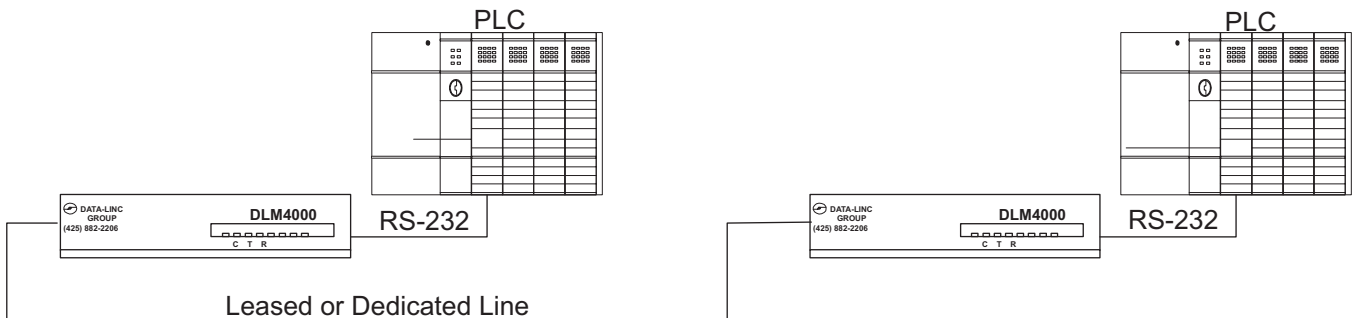 PLC
PLC
DATA-LINC
GROUP
(425) 882-2206
DLM4000
C T R
RS-232
DATA-LINC
GROUP
(425) 882-2206
DLM4000
C T R
RS-232
Leased or Dedicated Line